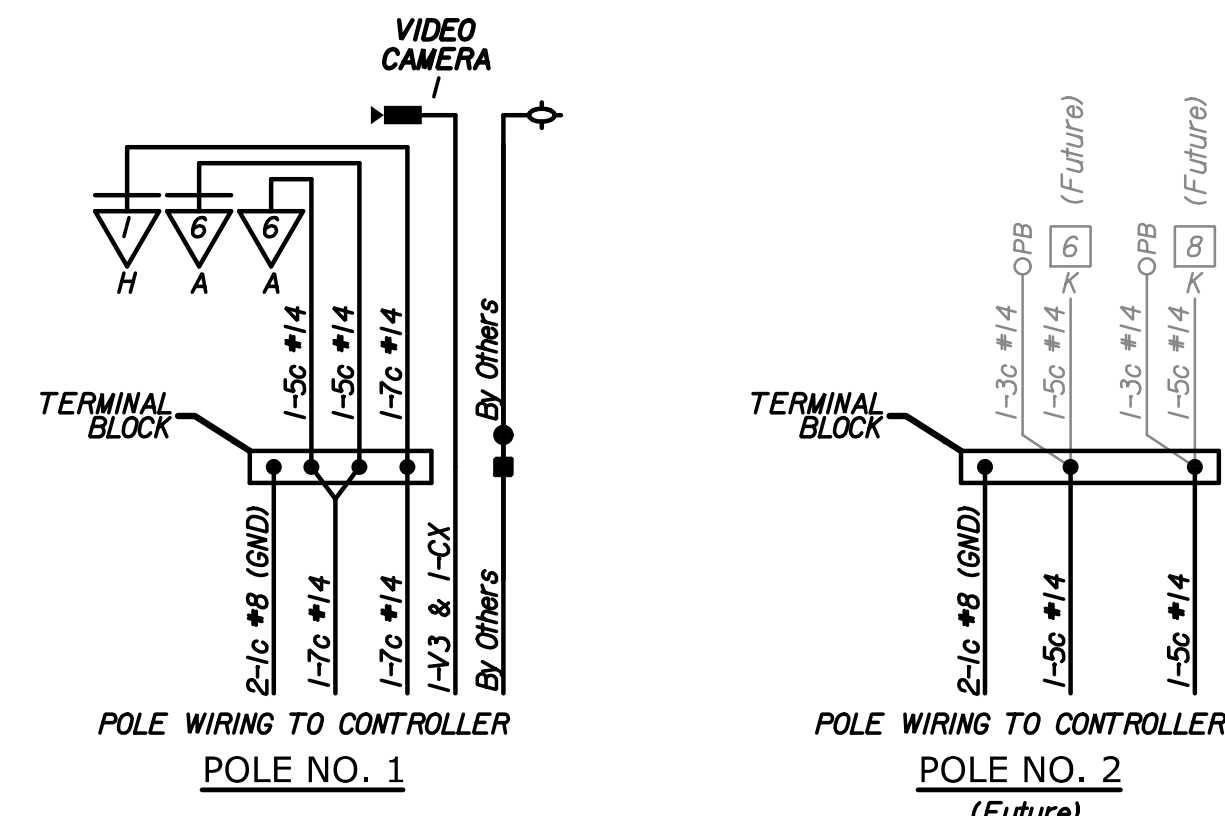 VIDEO
CAMERA
1
1
6
6
H
A
A
1-5c #14
1-5c #14
1-7c #14
By Others
TERMINAL
BLOCK
2-1c #8 (GND)
1-7c #14
1-7c #14
1-V3 & 1-CX
By Others
POLE WIRING TO CONTROLLER
POLE NO. 1
(Future)
(Future)
PB
6
PB
8
K
K
1-3c #14
1-5c #14
1-3c #14
1-5c #14
TERMINAL
BLOCK
2-1c #8 (GND)
1-5c #14
1-5c #14
POLE WIRING TO CONTROLLER
POLE NO. 2
(Future)